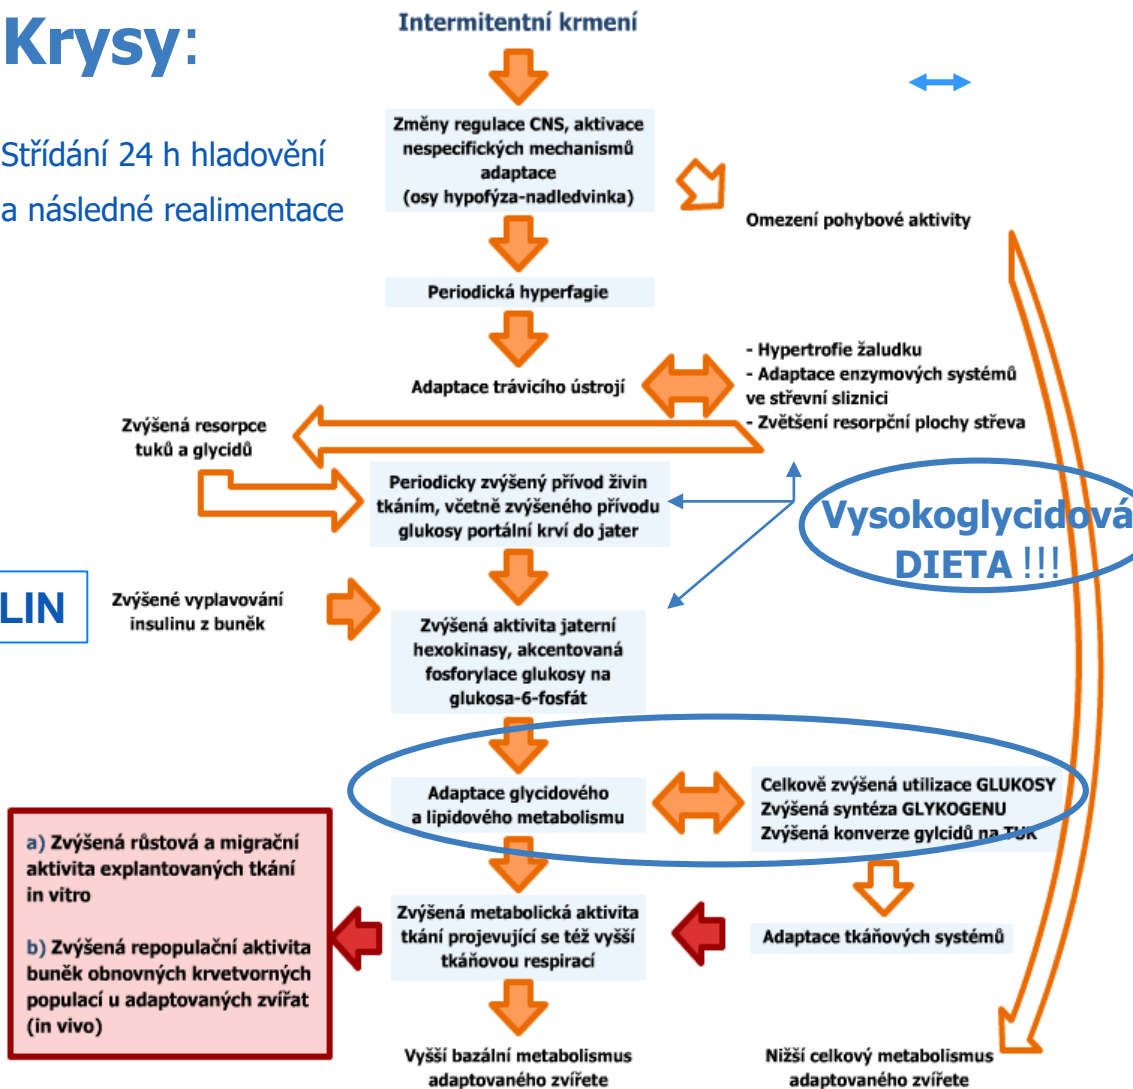 Krysy:
Střídání 24 h hladovění
a následné realimentace
Intermitentní krmení
Změny regulace CNS, aktivace
nespecifických mechanismů
adaptace
(osy hypofýza-nadledvinka)
Omezení pohybové aktivity
Periodická hyperfagie
Adaptace trávicího ústrojí
- Hypertrofie žaludku
- Adaptace enzymových systémů
ve střevní sliznici
- Zvětšení resorpční plochy střeva
Zvýšená resorpce
tuků a glycidů
Periodicky zvýšený přívod živin
tkáním, včetně zvýšeného přívodu
glukosy portální krví do jater
Vysokoglycidová
DIETA !!!
LIN
Zvýšené vyplavování
insulinu z buněk
Zvýšená aktivita jaterní
hexokinasy, akcentovaná
fosforylace glukosy na
glukosa-6-fosfát
Adaptace glycidového
a lipidového metabolismu
Celkově zvýšená utilizace GLUKOSY
Zvýšená syntéza GLYKOGENU
Zvýšená konverze gylcidů na TUK
a) Zvýšená růstová a migrační
aktivita explantovaných tkání
in vitro
b) Zvýšená repopulační aktivita
buněk obnovných krvetvorných
populací u adaptovaných zvířat
(in vivo)
Zvýšená metabolická aktivita
tkání projevující se též vyšší
tkáňovou respirací
Adaptace tkáňových systémů
Vyšší bazální metabolismus
adaptovaného zvířete
Nižší celkový metabolismus
adaptovaného zvířete